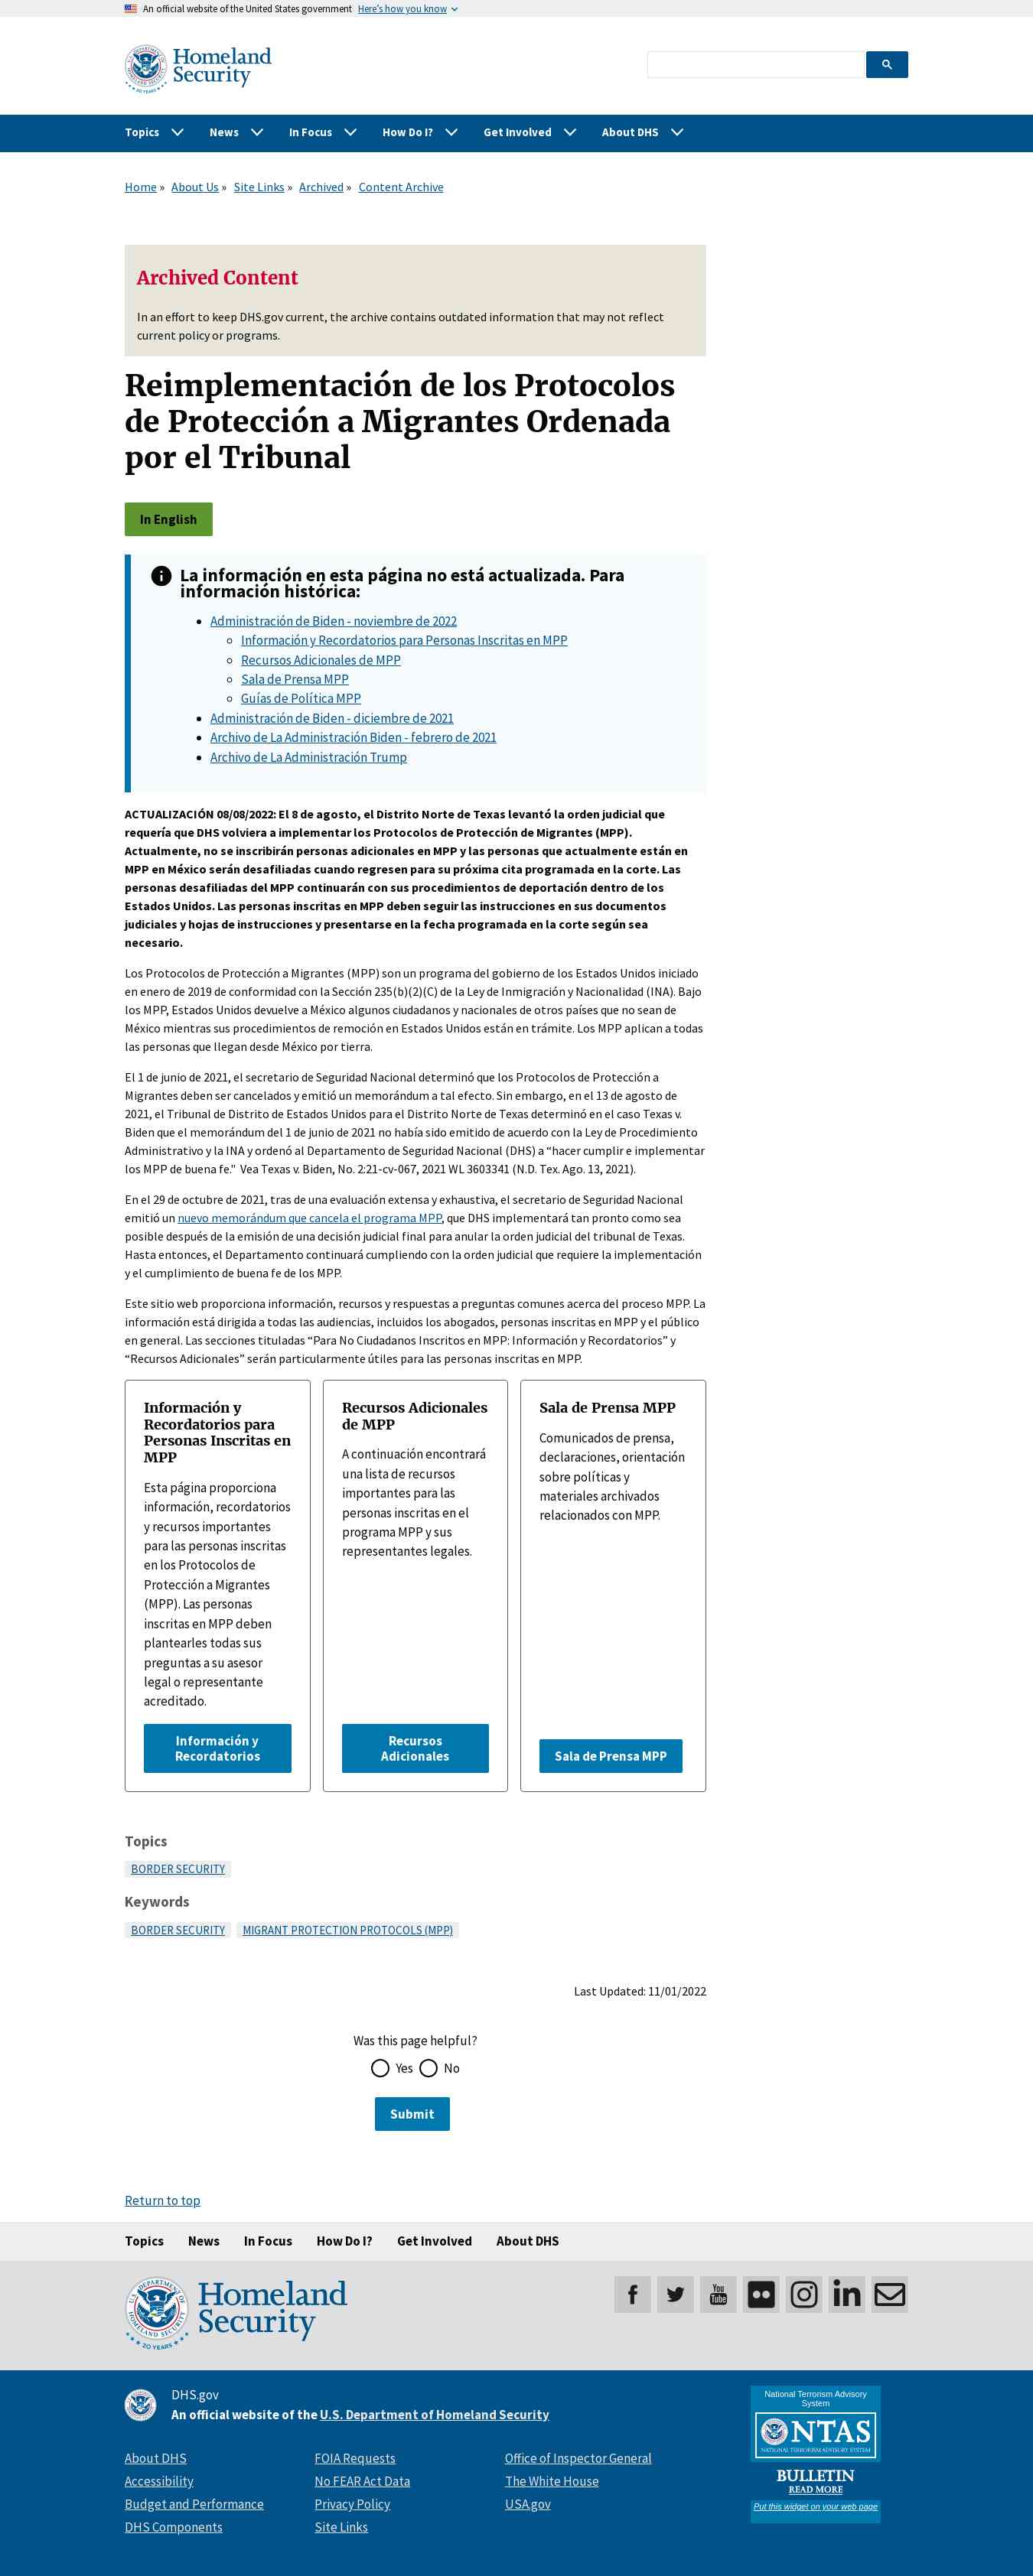 An official website of the United States government Here's how you know
Homeland
Security
Topics News In Focus How Do I? Get Involved About DHS
Home » About Us » Site Links » Archived » Content Archive
Archived Content
In an effort to keep DHS.gov current, the archive contains outdated information that may not reflect
current policy or programs.
Reimplementación de los Protocolos
de Protección a Migrantes Ordenada
por el Tribunal
In English
La información en esta página no está actualizada. Para
información histórica:
Administración de Biden - noviembre de 2022
Información y Recordatorios para Personas Inscritas en MPP
Recursos Adicionales de MPP
Sala de Prensa MPP
Guías de Política MPP
Administración de Biden - diciembre de 2021
Archivo de La Administración Biden - febrero de 2021
Archivo de La Administración Trump
ACTUALIZACIÓN 08/08/2022: El 8 de agosto, el Distrito Norte de Texas levantó la orden judicial que
requería que DHS volviera a implementar los Protocolos de Protección de Migrantes (MPP).
Actualmente, no se inscribirán personas adicionales en MPP y las personas que actualmente están en
MPP en México serán desafiliadas cuando regresen para su próxima cita programada en la corte. Las
personas desafiliadas del MPP continuarán con sus procedimientos de deportación dentro de los
Estados Unidos. Las personas inscritas en MPP deben seguir las instrucciones en sus documentos
judiciales y hojas de instrucciones y presentarse en la fecha programada en la corte según sea
necesario.
Los Protocolos de Protección a Migrantes (MPP) son un programa del gobierno de los Estados Unidos iniciado
en enero de 2019 de conformidad con la Sección 235(b)(2)(C) de la Ley de Inmigración y Nacionalidad (INA). Bajo
los MPP, Estados Unidos devuelve a México algunos ciudadanos y nacionales de otros países que no sean de
México mientras sus procedimientos de remoción en Estados Unidos están en trámite. Los MPP aplican a todas
las personas que llegan desde México por tierra.
El 1 de junio de 2021, el secretario de Seguridad Nacional determinó que los Protocolos de Protección a
Migrantes deben ser cancelados y emitió un memorándum a tal efecto. Sin embargo, en el 13 de agosto de
2021, el Tribunal de Distrito de Estados Unidos para el Distrito Norte de Texas determinó en el caso Texas v.
Biden que el memorándum del 1 de junio de 2021 no había sido emitido de acuerdo con la Ley de Procedimiento
Administrativo y la INA y ordenó al Departamento de Seguridad Nacional (DHS) a “hacer cumplir e implementar
los MPP de buena fe." Vea Texas v. Biden, No. 2:21-cv-067, 2021 WL 3603341 (N.D. Tex. Ago. 13, 2021).
En el 29 de octubre de 2021, tras de una evaluación extensa y exhaustiva, el secretario de Seguridad Nacional
emitió un nuevo memorándum que cancela el programa MPP, que DHS implementará tan pronto como sea
posible después de la emisión de una decisión judicial final para anular la orden judicial del tribunal de Texas.
Hasta entonces, el Departamento continuará cumpliendo con la orden judicial que requiere la implementación
y el cumplimiento de buena fe de los MPP.
Este sitio web proporciona información, recursos y respuestas a preguntas comunes acerca del proceso MPP. La
información está dirigida a todas las audiencias, incluidos los abogados, personas inscritas en MPP y el público
en general. Las secciones tituladas “Para No Ciudadanos Inscritos en MPP: Información y Recordatorios” y
“Recursos Adicionales” serán particularmente útiles para las personas inscritas en MPP.
Información y
Recordatorios para
Personas Inscritas en
MPP
Esta página proporciona
información, recordatorios
y recursos importantes
para las personas inscritas
en los Protocolos de
Protección a Migrantes
(MPP). Las personas
inscritas en MPP deben
plantearles todas sus
preguntas a su asesor
legal o representante
acreditado.
Información y
Recordatorios
Recursos Adicionales
de MPP
A continuación encontrará
una lista de recursos
importantes para las
personas inscritas en el
programa MPP y sus
representantes legales.
Recursos
Adicionales
Sala de Prensa MPP
Comunicados de prensa,
declaraciones, orientación
sobre políticas y
materiales archivados
relacionados con MPP.
Sala de Prensa MPP
Topics
BORDER SECURITY
Keywords
BORDER SECURITY MIGRANT PROTECTION PROTOCOLS (MPP)
Last Updated: 11/01/2022
Was this page helpful?
Yes No
Submit
Return to top
Topics News In Focus How Do I? Get Involved About DHS
U.S. DEPARTMENT OF
HOMELAND SECURITY
20 YEARS
Homeland
Security
You
Tube
DHS.gov
An official website of the U.S. Department of Homeland Security
About DHS
Accessibility
Budget and Performance
DHS Components
FOIA Requests
No FEAR Act Data
Privacy Policy
Site Links
Office of Inspector General
The White House
USA.gov
National Terrorism Advisory
System
NTAS
NATIONAL TERRORISM ADVISORY SYSTEM
BULLETIN
READ MORE
Put this widget on your web page